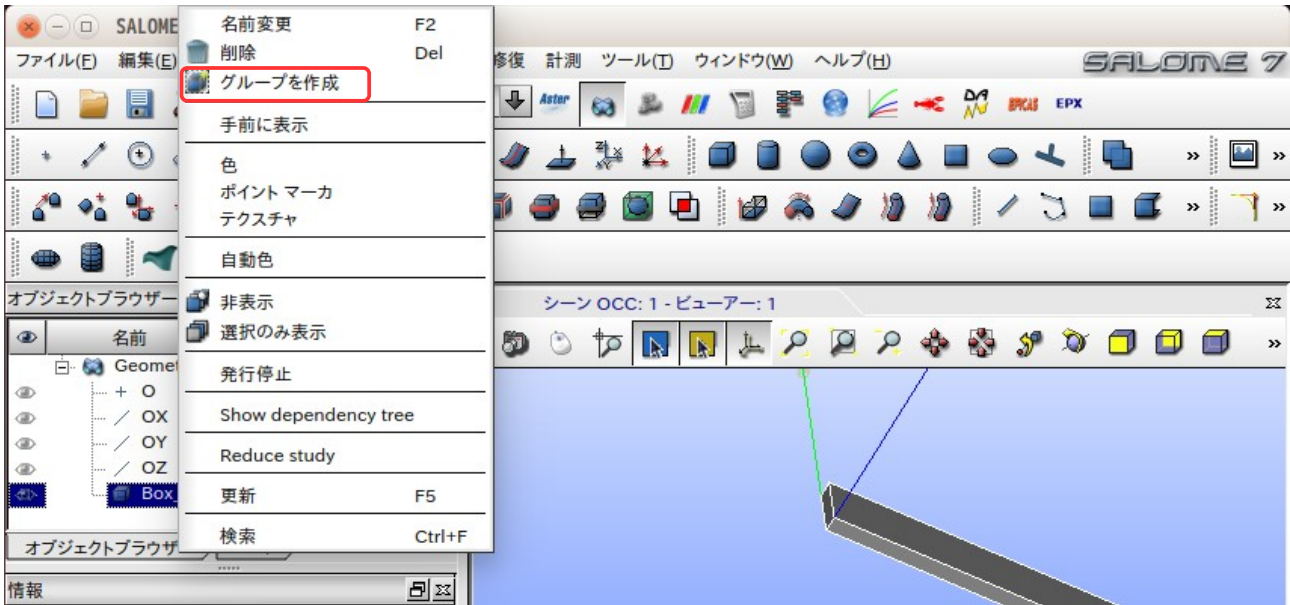 SALOME
ファイル(F) 編集(E)
修復 計測 ツール(T) ウィンドウ(W) ヘルプ(H)
SALOME 7
名前変更 F2
削除 Del
グループを作成
手前に表示
色
ポイント マーカ
テクスチャ
自動色
非表示
選択のみ表示
発行停止
Show dependency tree
Reduce study
更新 F5
検索 Ctrl+F
Aster
EPX
»
»
»
»
オブジェクトブラウザー
シーン OCC: 1 - ビューアー: 1
名前
»
Geomet
O
OX
OY
OZ
Box_
オブジェクトブラウザ
情報